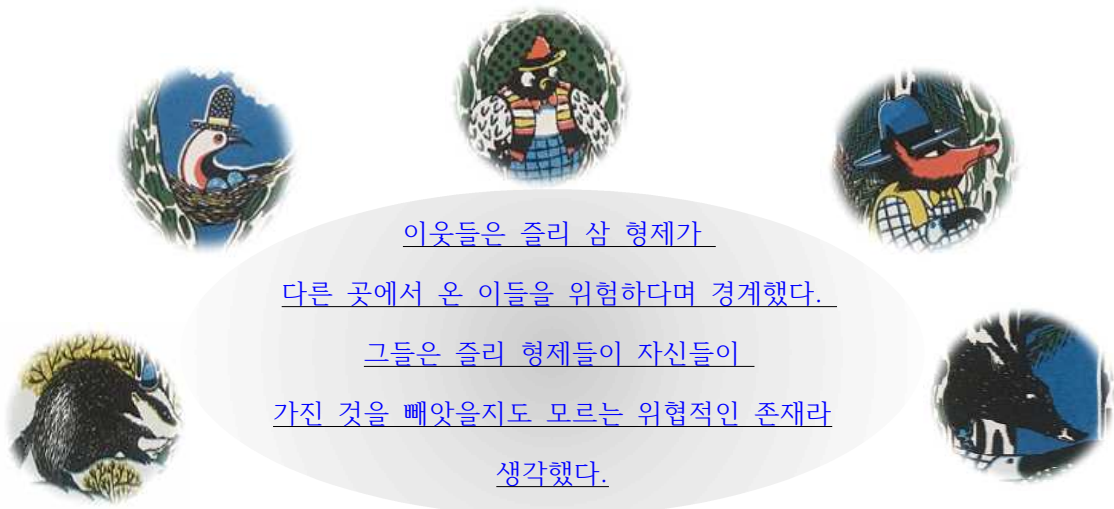 이웃들은 즐리 삼 형제가
다른 곳에서 온 이들을 위험하다며 경계했다.
그들은 즐리 형제들이 자신들이
가진 것을 빼앗을지도 모르는 위협적인 존재라
생각했다.